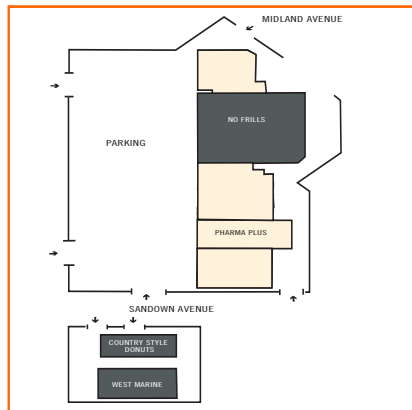 MIDLAND AVENUE
NO FRILLS
PARKING
PHARMA PLUS
SANDOWN AVENUE
COUNTRY STYLE
DONUTS
WEST MARINE